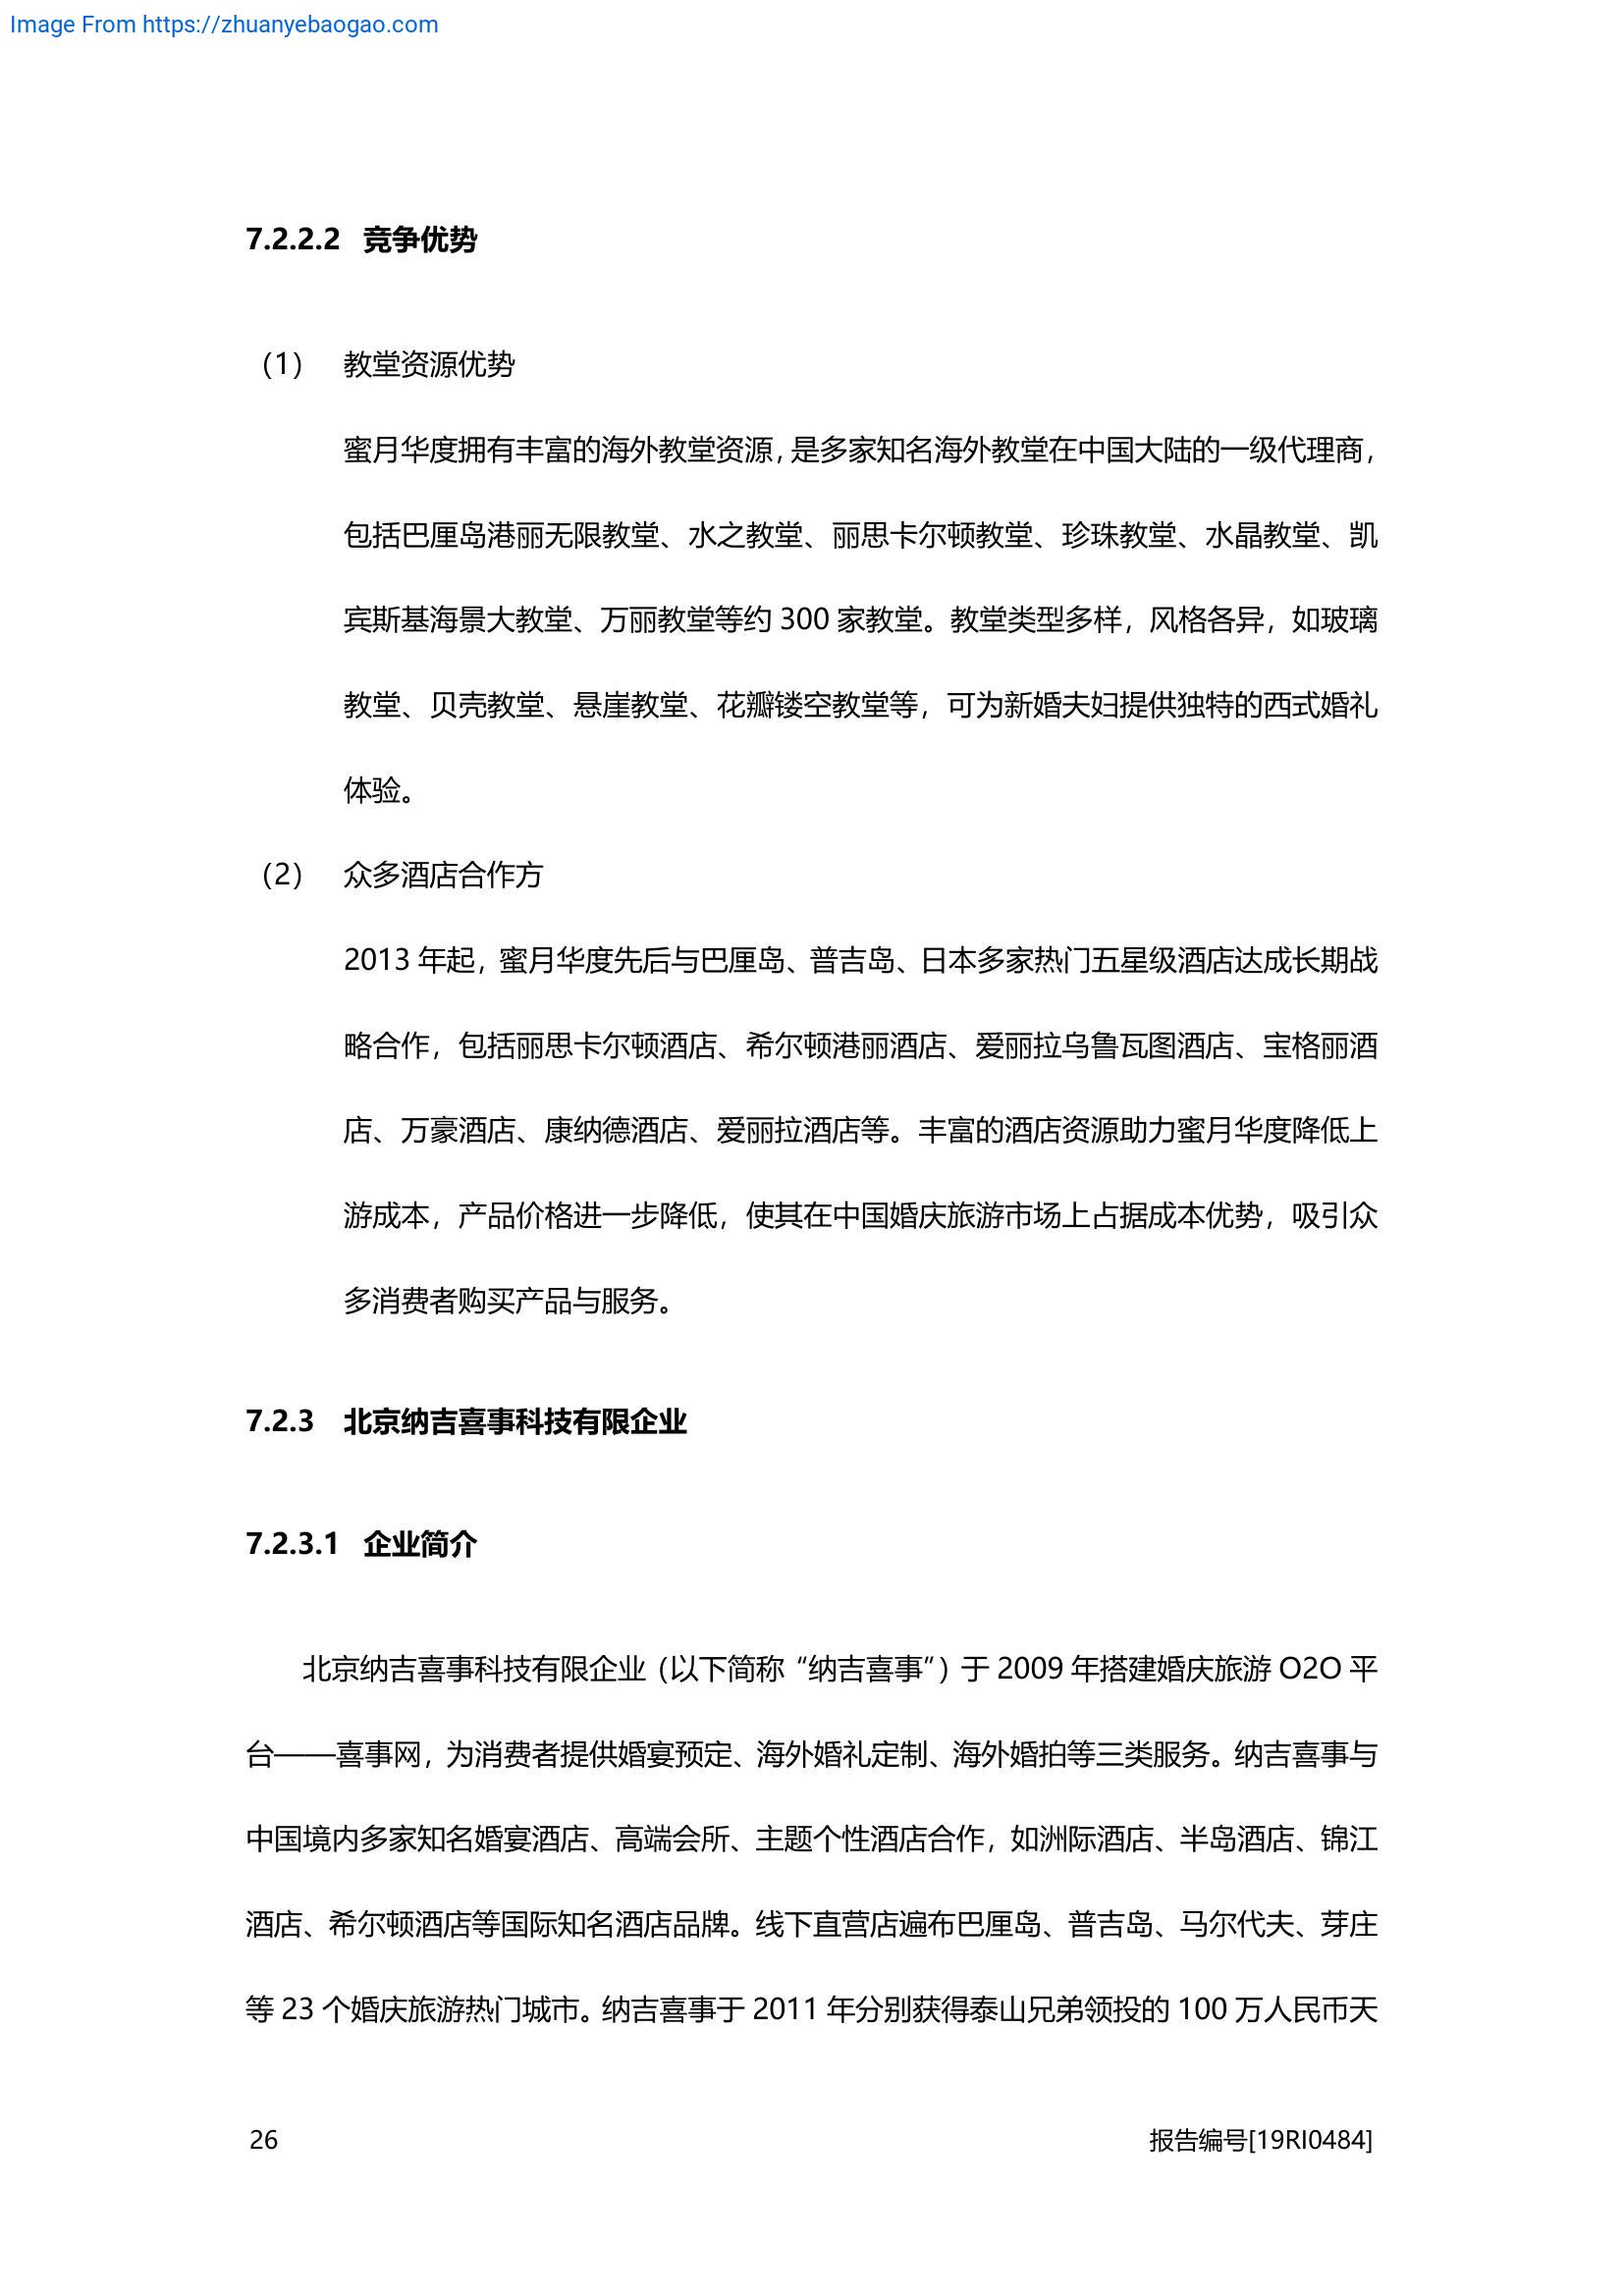 Image From https://zhuanyebaogao.com
7.2.2.2 竞争优势
（1） 教堂资源优势
蜜月华度拥有丰富的海外教堂资源，是多家知名海外教堂在中国大陆的一级代理商，
包括巴厘岛港丽无限教堂、水之教堂、丽思卡尔顿教堂、珍珠教堂、水晶教堂、凯
宾斯基海景大教堂、万丽教堂等约 300 家教堂。教堂类型多样，风格各异，如玻璃
教堂、贝壳教堂、悬崖教堂、花瓣镂空教堂等，可为新婚夫妇提供独特的西式婚礼
体验。
（2） 众多酒店合作方
2013 年起，蜜月华度先后与巴厘岛、普吉岛、日本多家热门五星级酒店达成长期战
略合作，包括丽思卡尔顿酒店、希尔顿港丽酒店、爱丽拉乌鲁瓦图酒店、宝格丽酒
店、万豪酒店、康纳德酒店、爱丽拉酒店等。丰富的酒店资源助力蜜月华度降低上
游成本，产品价格进一步降低，使其在中国婚庆旅游市场上占据成本优势，吸引众
多消费者购买产品与服务。
7.2.3 北京纳吉喜事科技有限企业
7.2.3.1 企业简介
北京纳吉喜事科技有限企业（以下简称“纳吉喜事”）于 2009 年搭建婚庆旅游 O2O 平
台——喜事网，为消费者提供婚宴预定、海外婚礼定制、海外婚拍等三类服务。纳吉喜事与
中国境内多家知名婚宴酒店、高端会所、主题个性酒店合作，如洲际酒店、半岛酒店、锦江
酒店、希尔顿酒店等国际知名酒店品牌。线下直营店遍布巴厘岛、普吉岛、马尔代夫、芽庄
等 23 个婚庆旅游热门城市。纳吉喜事于 2011 年分别获得泰山兄弟领投的 100 万人民币天
26 报告编号[19RI0484]